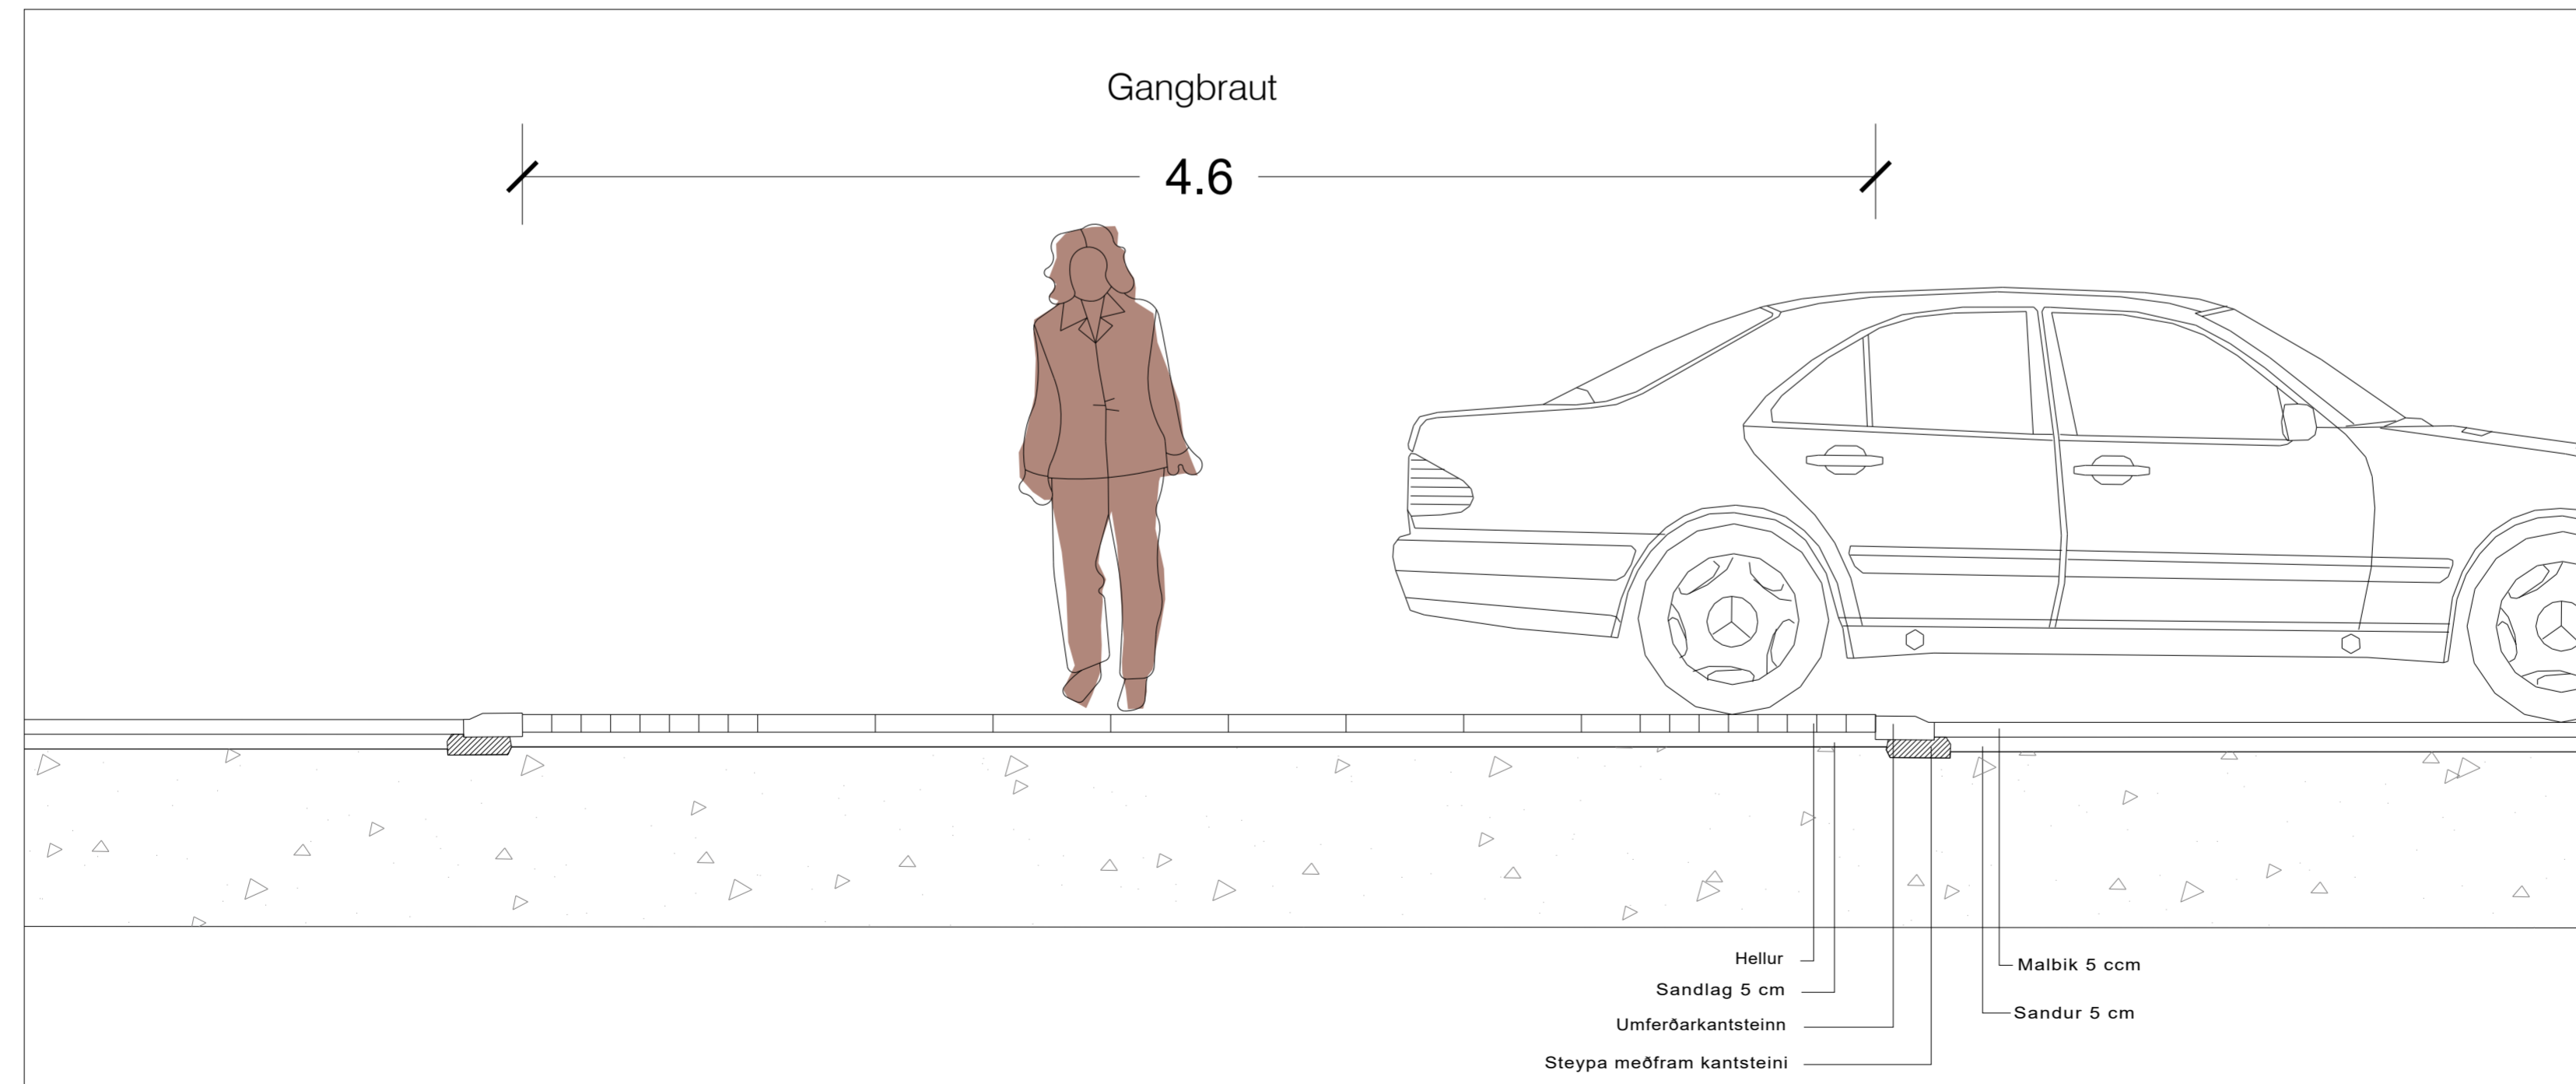 Gangbraut
4.6
Hellur
Sandlag 5 cm
Umferðarkantsteinn
Steypa meðfram kantsteini
Malbik 5 ccm
Sandur 5 cm